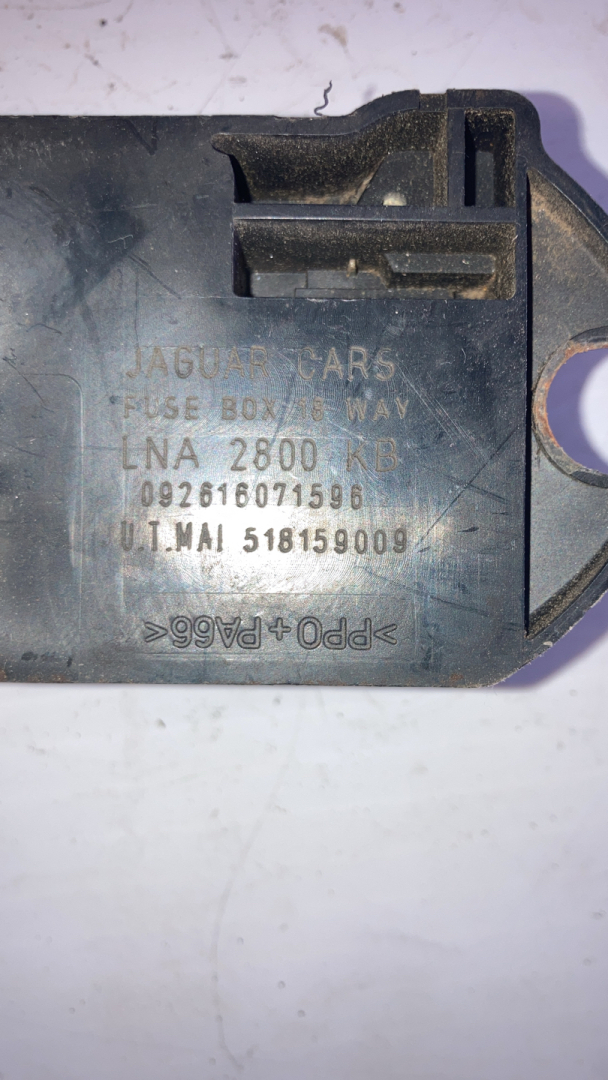 JAGUAR CARS
FUSE BOX 18 WAY
LNA 2800 KB
092616071596
U.T.MAI 518159009
>PPO+PA66<